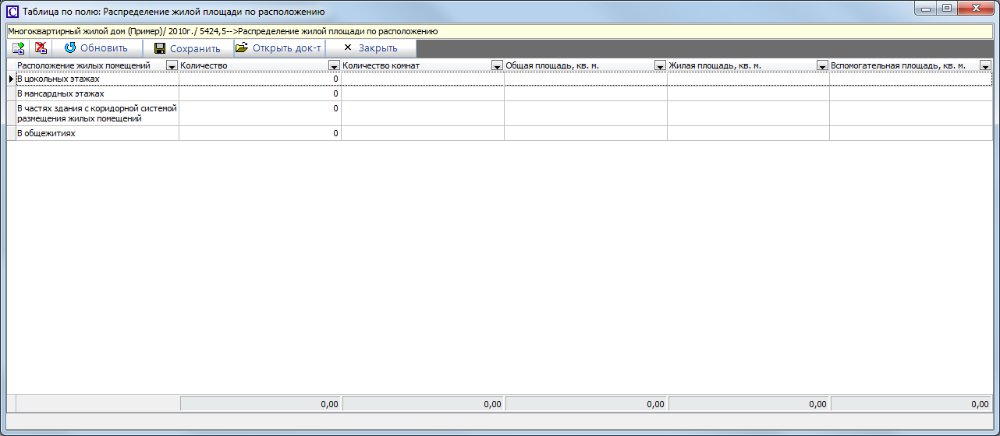 C Таблица по полю: Распределение жилой площади по расположению
Многоквартирный жилой дом (Пример)/ 2010г./ 5424,5-->Распределение жилой площади по расположению
Обновить Сохранить Открыть док-т Закрыть
Расположение жилых помещений Количество Количество комнат Общая площадь, кв. м. Жилая площадь, кв. м. Вспомогательная площадь, кв. м.
В цокольных этажах 0
В мансардных этажах 0
В частях здания с коридорной системой 0
размещения жилых помещений
В общежитиях 0
0,00 0,00 0,00 0,00 0,00